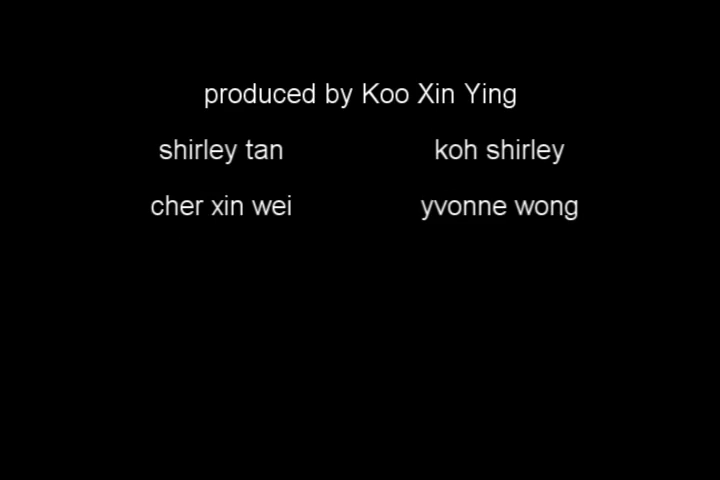 produced by Koo Xin Ying
shirley tan koh shirley
cher xin wei yvonne wong